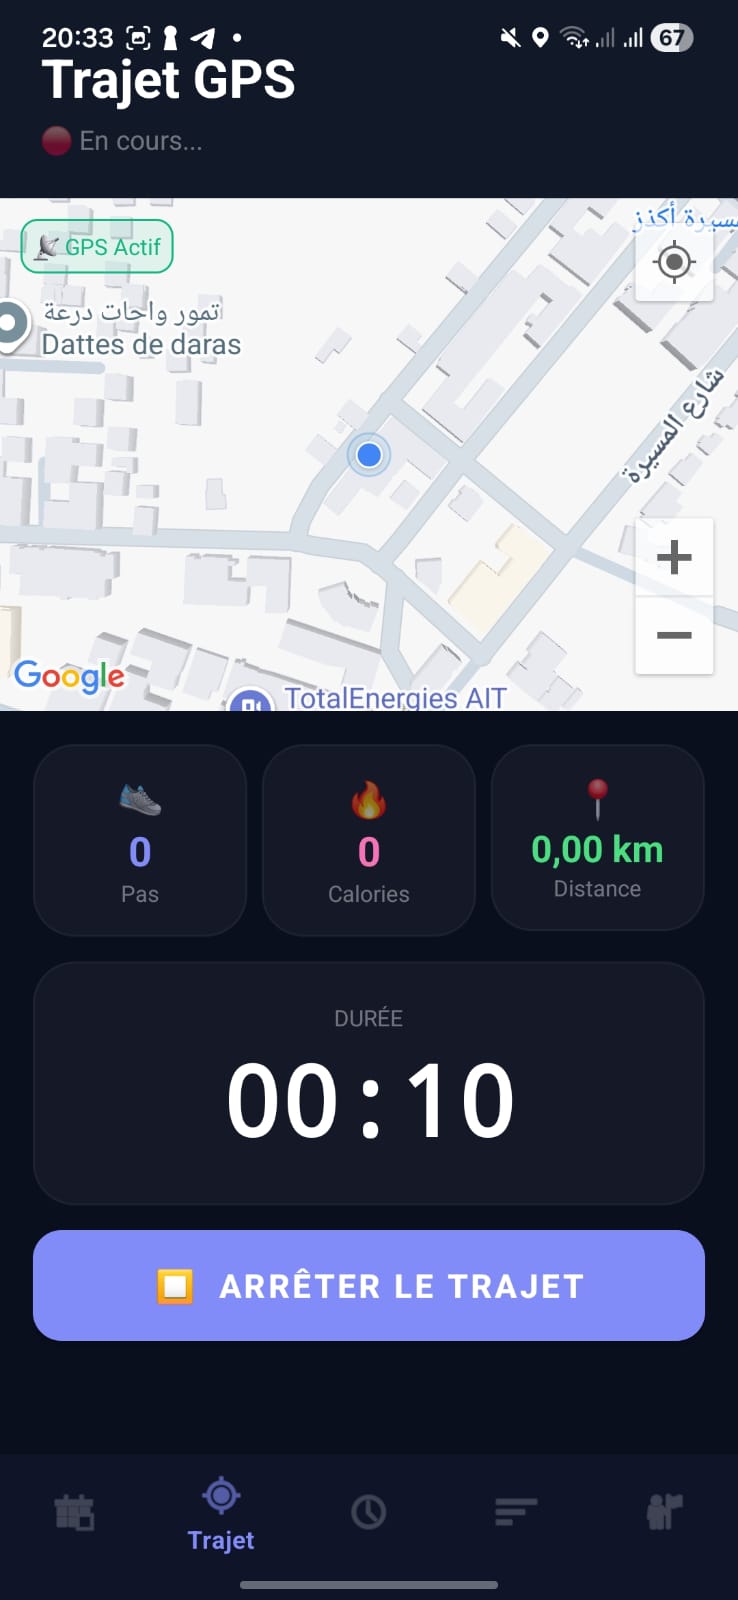 20:33
67
Trajet GPS
En cours...
GPS Actif
تمور واحات درعة
Dattes de daras
شارع المسيرة
Google
TotalEnergies AIT
0
Pas
0
Calories
0,00 km
Distance
DURÉE
00:10
ARRÊTER LE TRAJET
Trajet